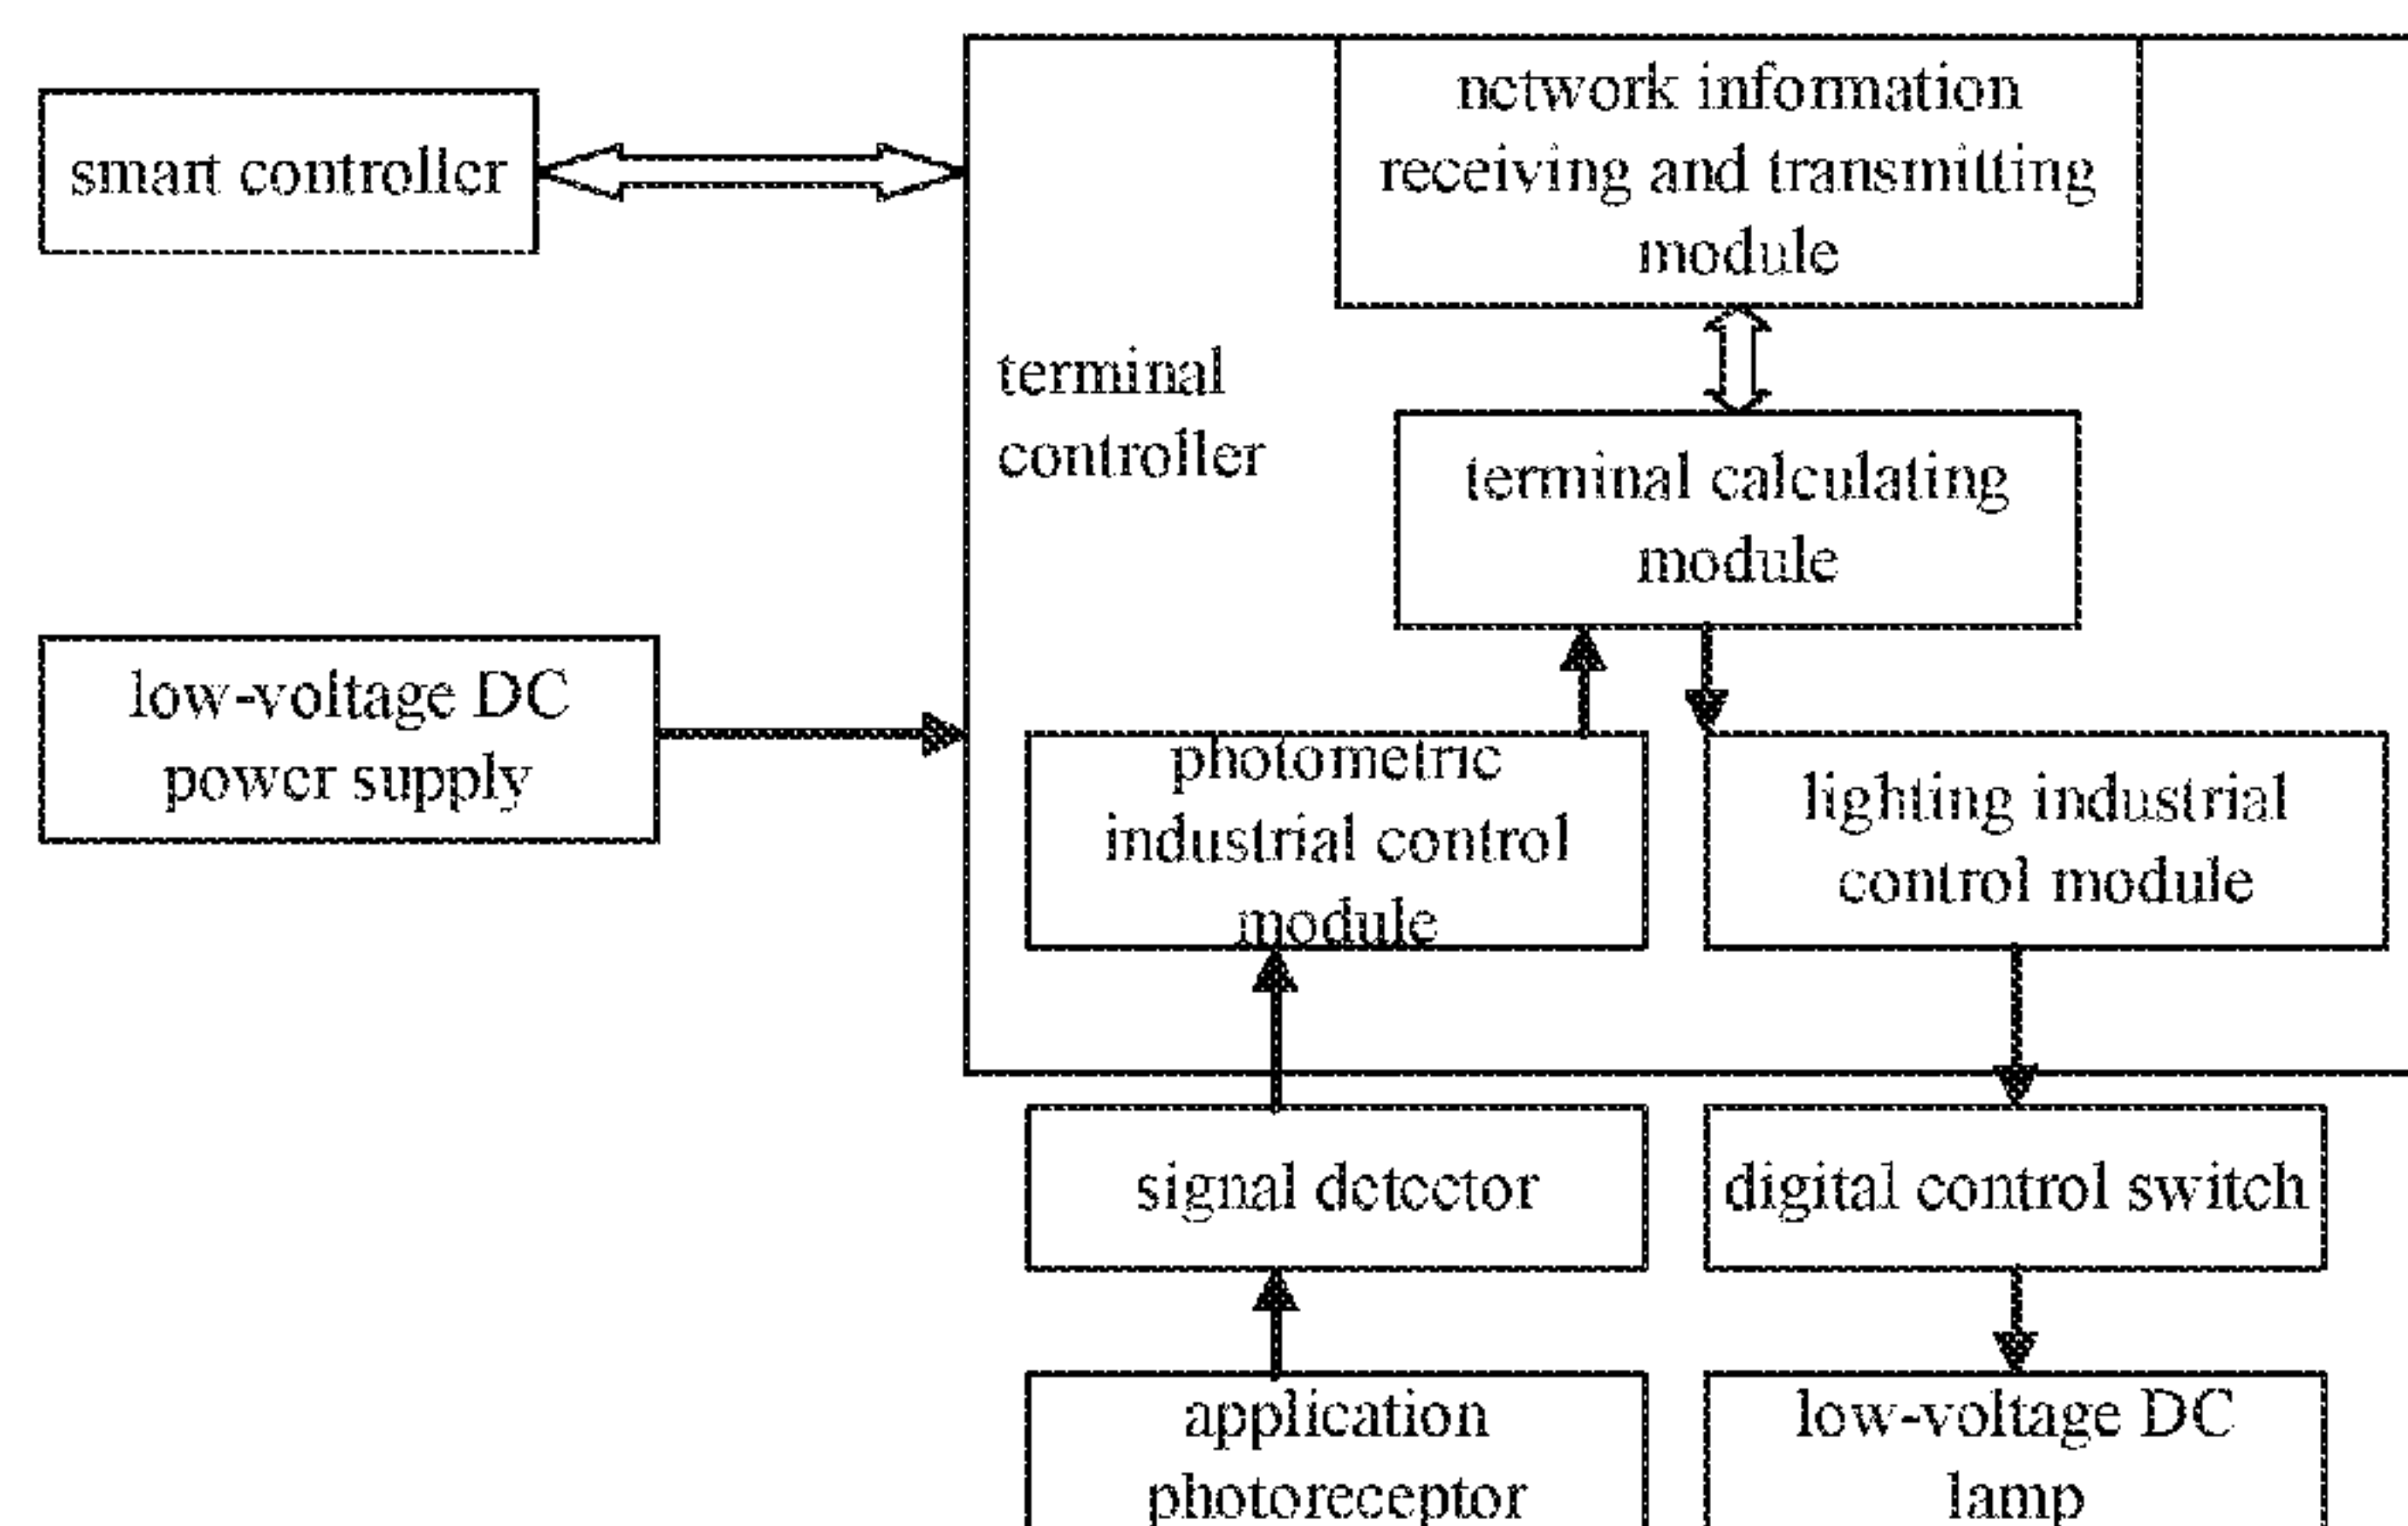 network information
receiving and transmitting
module
smart controller
terminal
controller
terminal calculating
module
low-voltage DC
power supply
photometric
industrial control
module
lighting industrial
control module
signal detector
digital control switch
application
photoreceptor
low-voltage DC
lamp